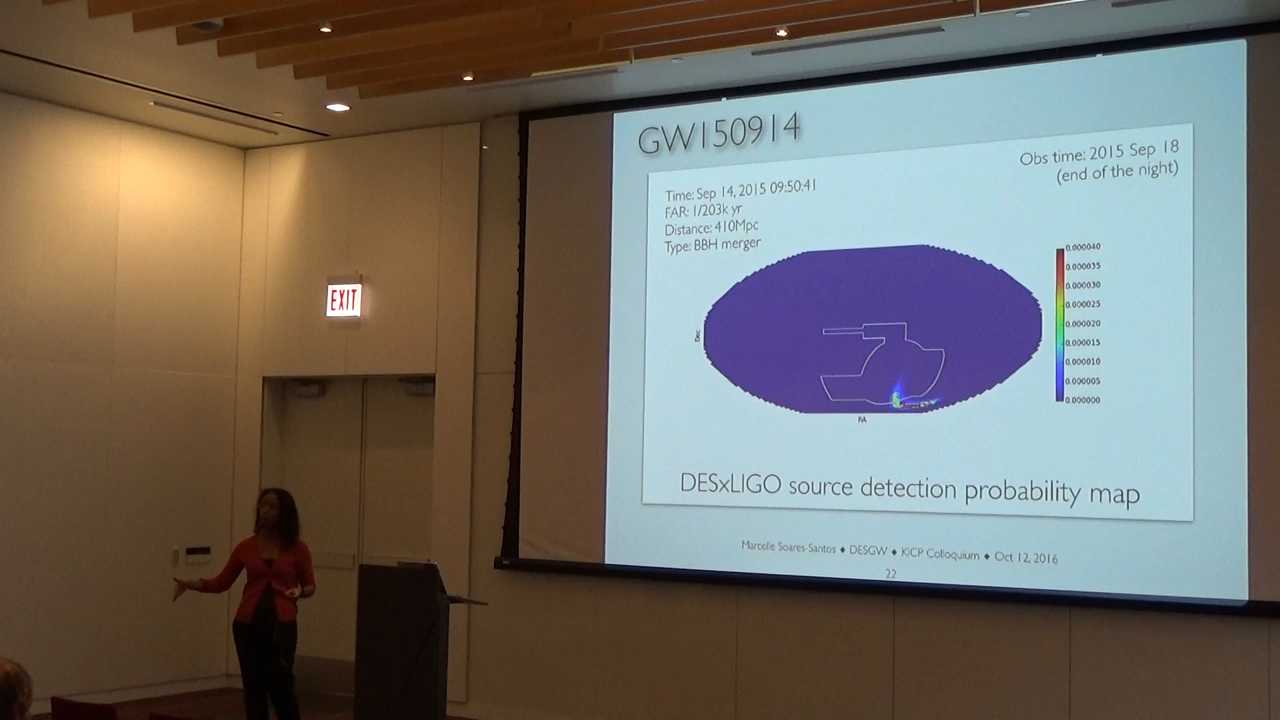 GW150914
Obs time: 2015 Sep 18
(end of the night)
Time: Sep 14, 2015 09:50:41
FAR: 1/203k yr
Distance: 410Mpc
Type: BBH merger
0.000040
0.000035
0.000030
0.000025
0.000020
0.000015
0.000010
0.000005
0.000000
Dec
RA
EXIT
DESxLIGO source detection probability map
Marcelle Soares-Santos ♦ DESGW ♦ KICP Colloquium ♦ Oct 12, 2016
22